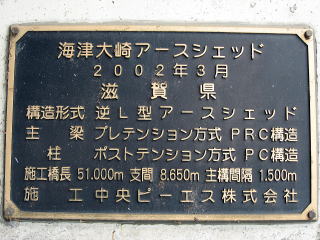 海津大崎アースシェッド
2002年3月
滋賀県
構造形式 逆L型アースシェッド
主梁 プレテンション方式 PRC構造
柱 ポストテンション方式 PC構造
施工橋長 51.000m 支間 8.650m 主構間隔 1.500m
施工 中央ピーエス株式会社